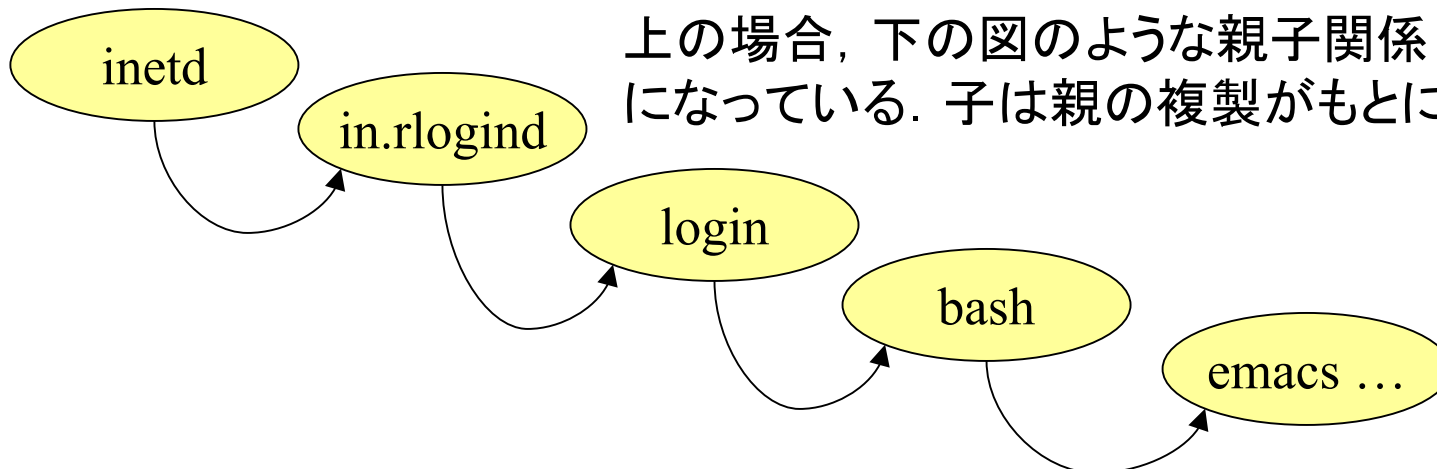 上の場合，下の図のような親子関係
になっている．子は親の複製がもとに
inetd
in.rlogind
login
bash
emacs …